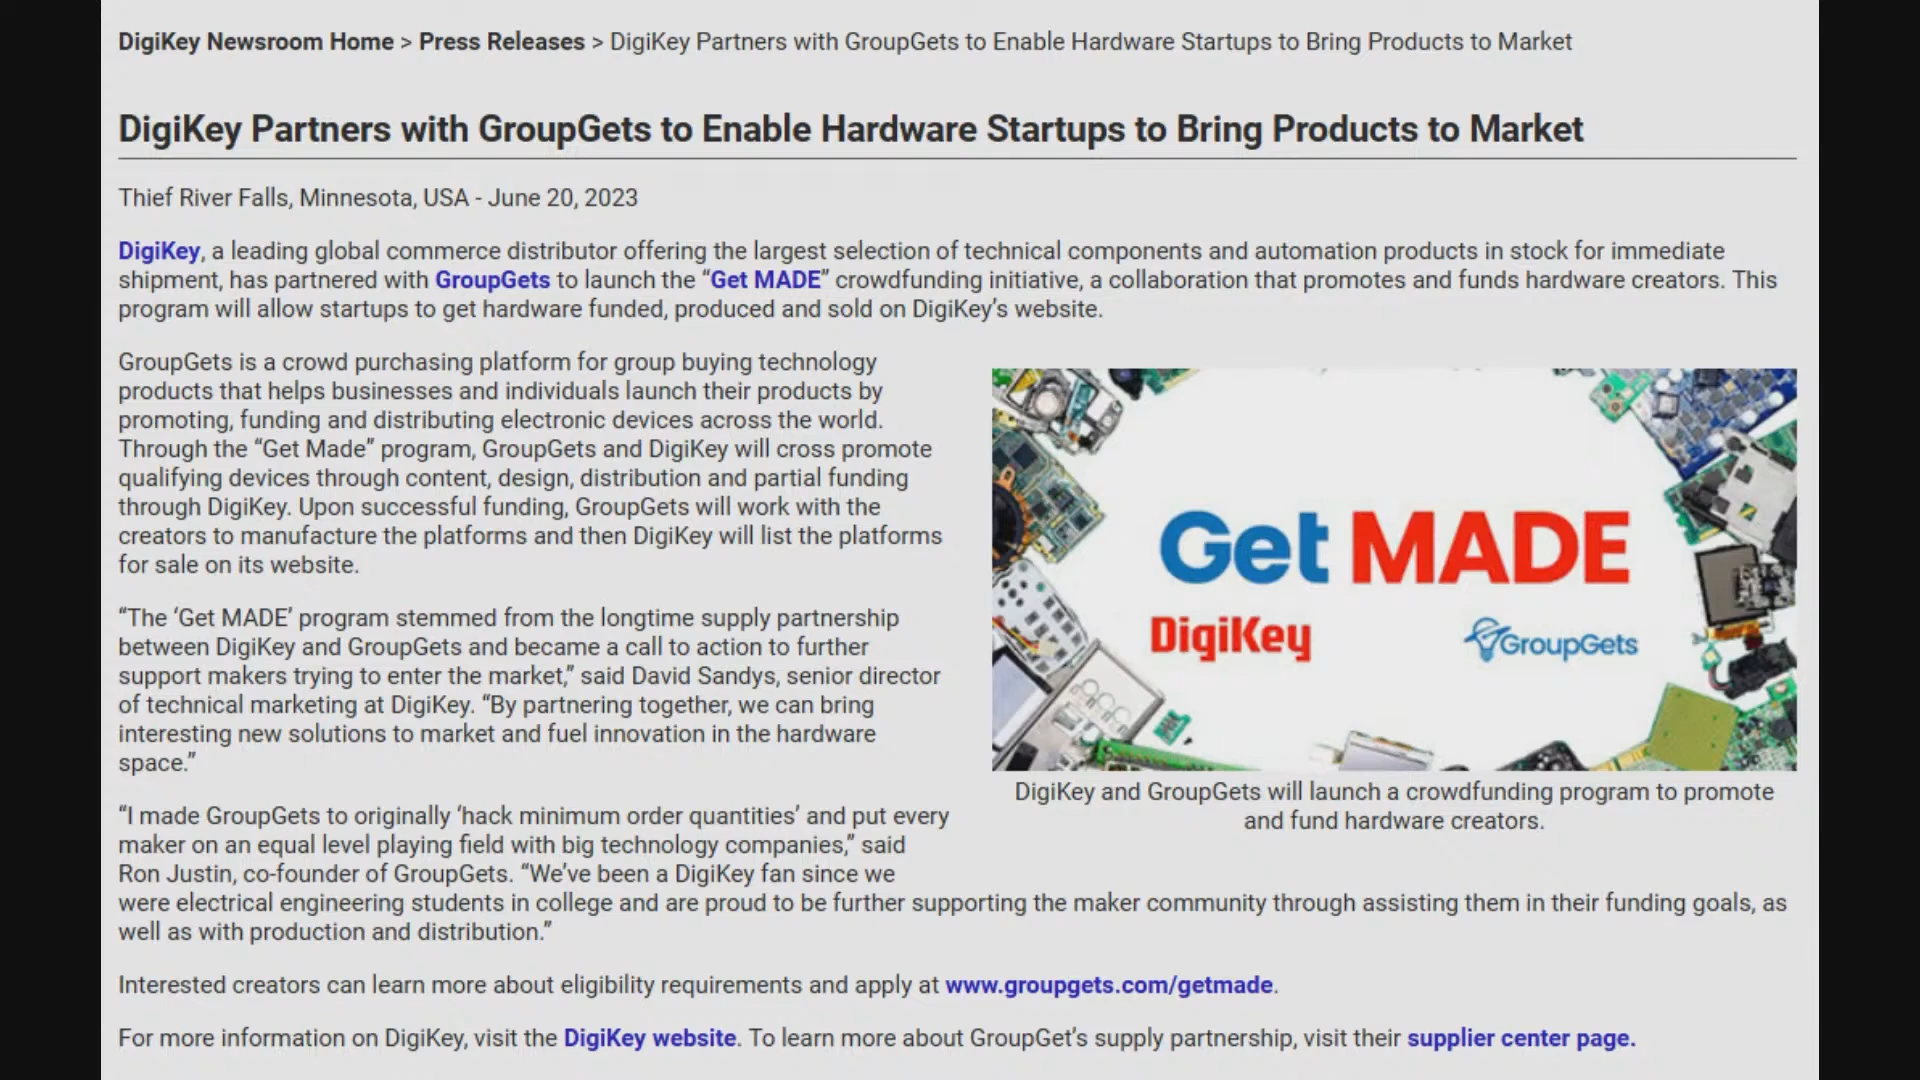 DigiKey Newsroom Home > Press Releases > DigiKey Partners with GroupGets to Enable Hardware Startups to Bring Products to Market
DigiKey Partners with GroupGets to Enable Hardware Startups to Bring Products to Market
Thief River Falls, Minnesota, USA - June 20, 2023
DigiKey, a leading global commerce distributor offering the largest selection of technical components and automation products in stock for immediate
shipment, has partnered with GroupGets to launch the “Get MADE” crowdfunding initiative, a collaboration that promotes and funds hardware creators. This
program will allow startups to get hardware funded, produced and sold on DigiKey’s website.
GroupGets is a crowd purchasing platform for group buying technology
products that helps businesses and individuals launch their products by
promoting, funding and distributing electronic devices across the world.
Through the “Get Made” program, GroupGets and DigiKey will cross promote
qualifying devices through content, design, distribution and partial funding
through DigiKey. Upon successful funding, GroupGets will work with the
creators to manufacture the platforms and then DigiKey will list the platforms
for sale on its website.
“The ‘Get MADE’ program stemmed from the longtime supply partnership
between DigiKey and GroupGets and became a call to action to further
support makers trying to enter the market,” said David Sandys, senior director
of technical marketing at DigiKey. “By partnering together, we can bring
interesting new solutions to market and fuel innovation in the hardware
space.”
Get MADE
DigiKey
GroupGets
DigiKey and GroupGets will launch a crowdfunding program to promote
and fund hardware creators.
“I made GroupGets to originally ‘hack minimum order quantities’ and put every
maker on an equal level playing field with big technology companies,” said
Ron Justin, co-founder of GroupGets. “We’ve been a DigiKey fan since we
were electrical engineering students in college and are proud to be further supporting the maker community through assisting them in their funding goals, as
well as with production and distribution.”
Interested creators can learn more about eligibility requirements and apply at www.groupgets.com/getmade.
For more information on DigiKey, visit the DigiKey website. To learn more about GroupGet’s supply partnership, visit their supplier center page.